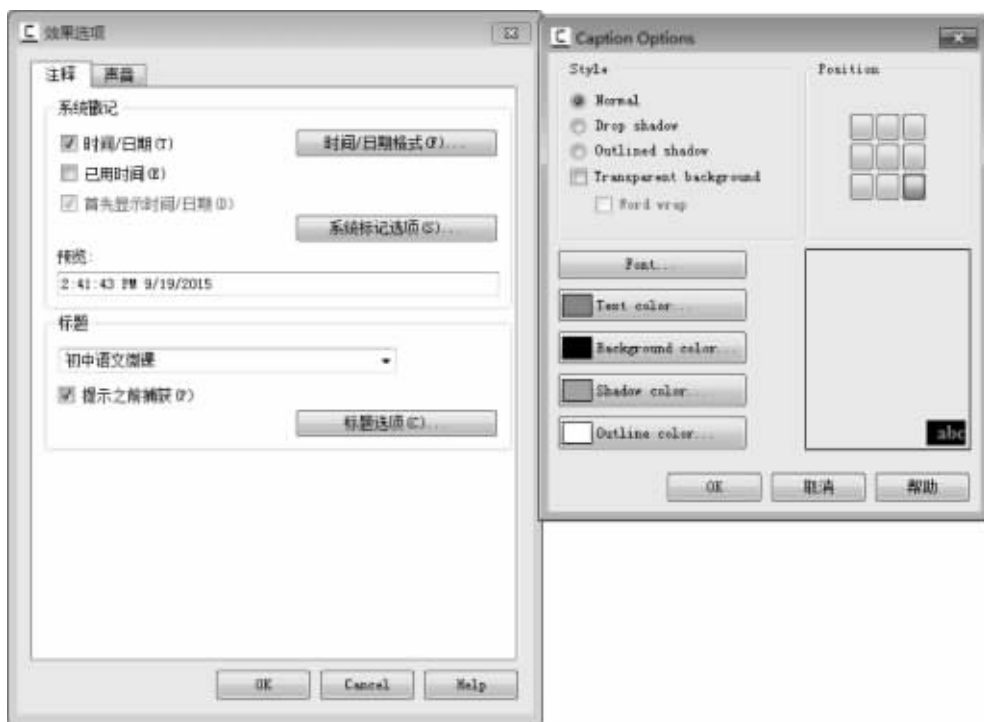 效果选项
注释 声音
系统戳记
时间/日期(T) 时间/日期格式(F)...
已用时间(E)
首先显示时间/日期(D)
系统标记选项(S)...
预览:
2:41:43 PM 9/19/2015
标题
初中语文微课
提示之前捕获(P)
标题选项(C)...
OK Cancel Help
Caption Options
Style Position
Normal
Drop shadow
Outlined shadow
Transparent background
Word wrap
Font...
Text color...
Background color...
Shadow color...
Outline color...
abc
OK 取消 帮助